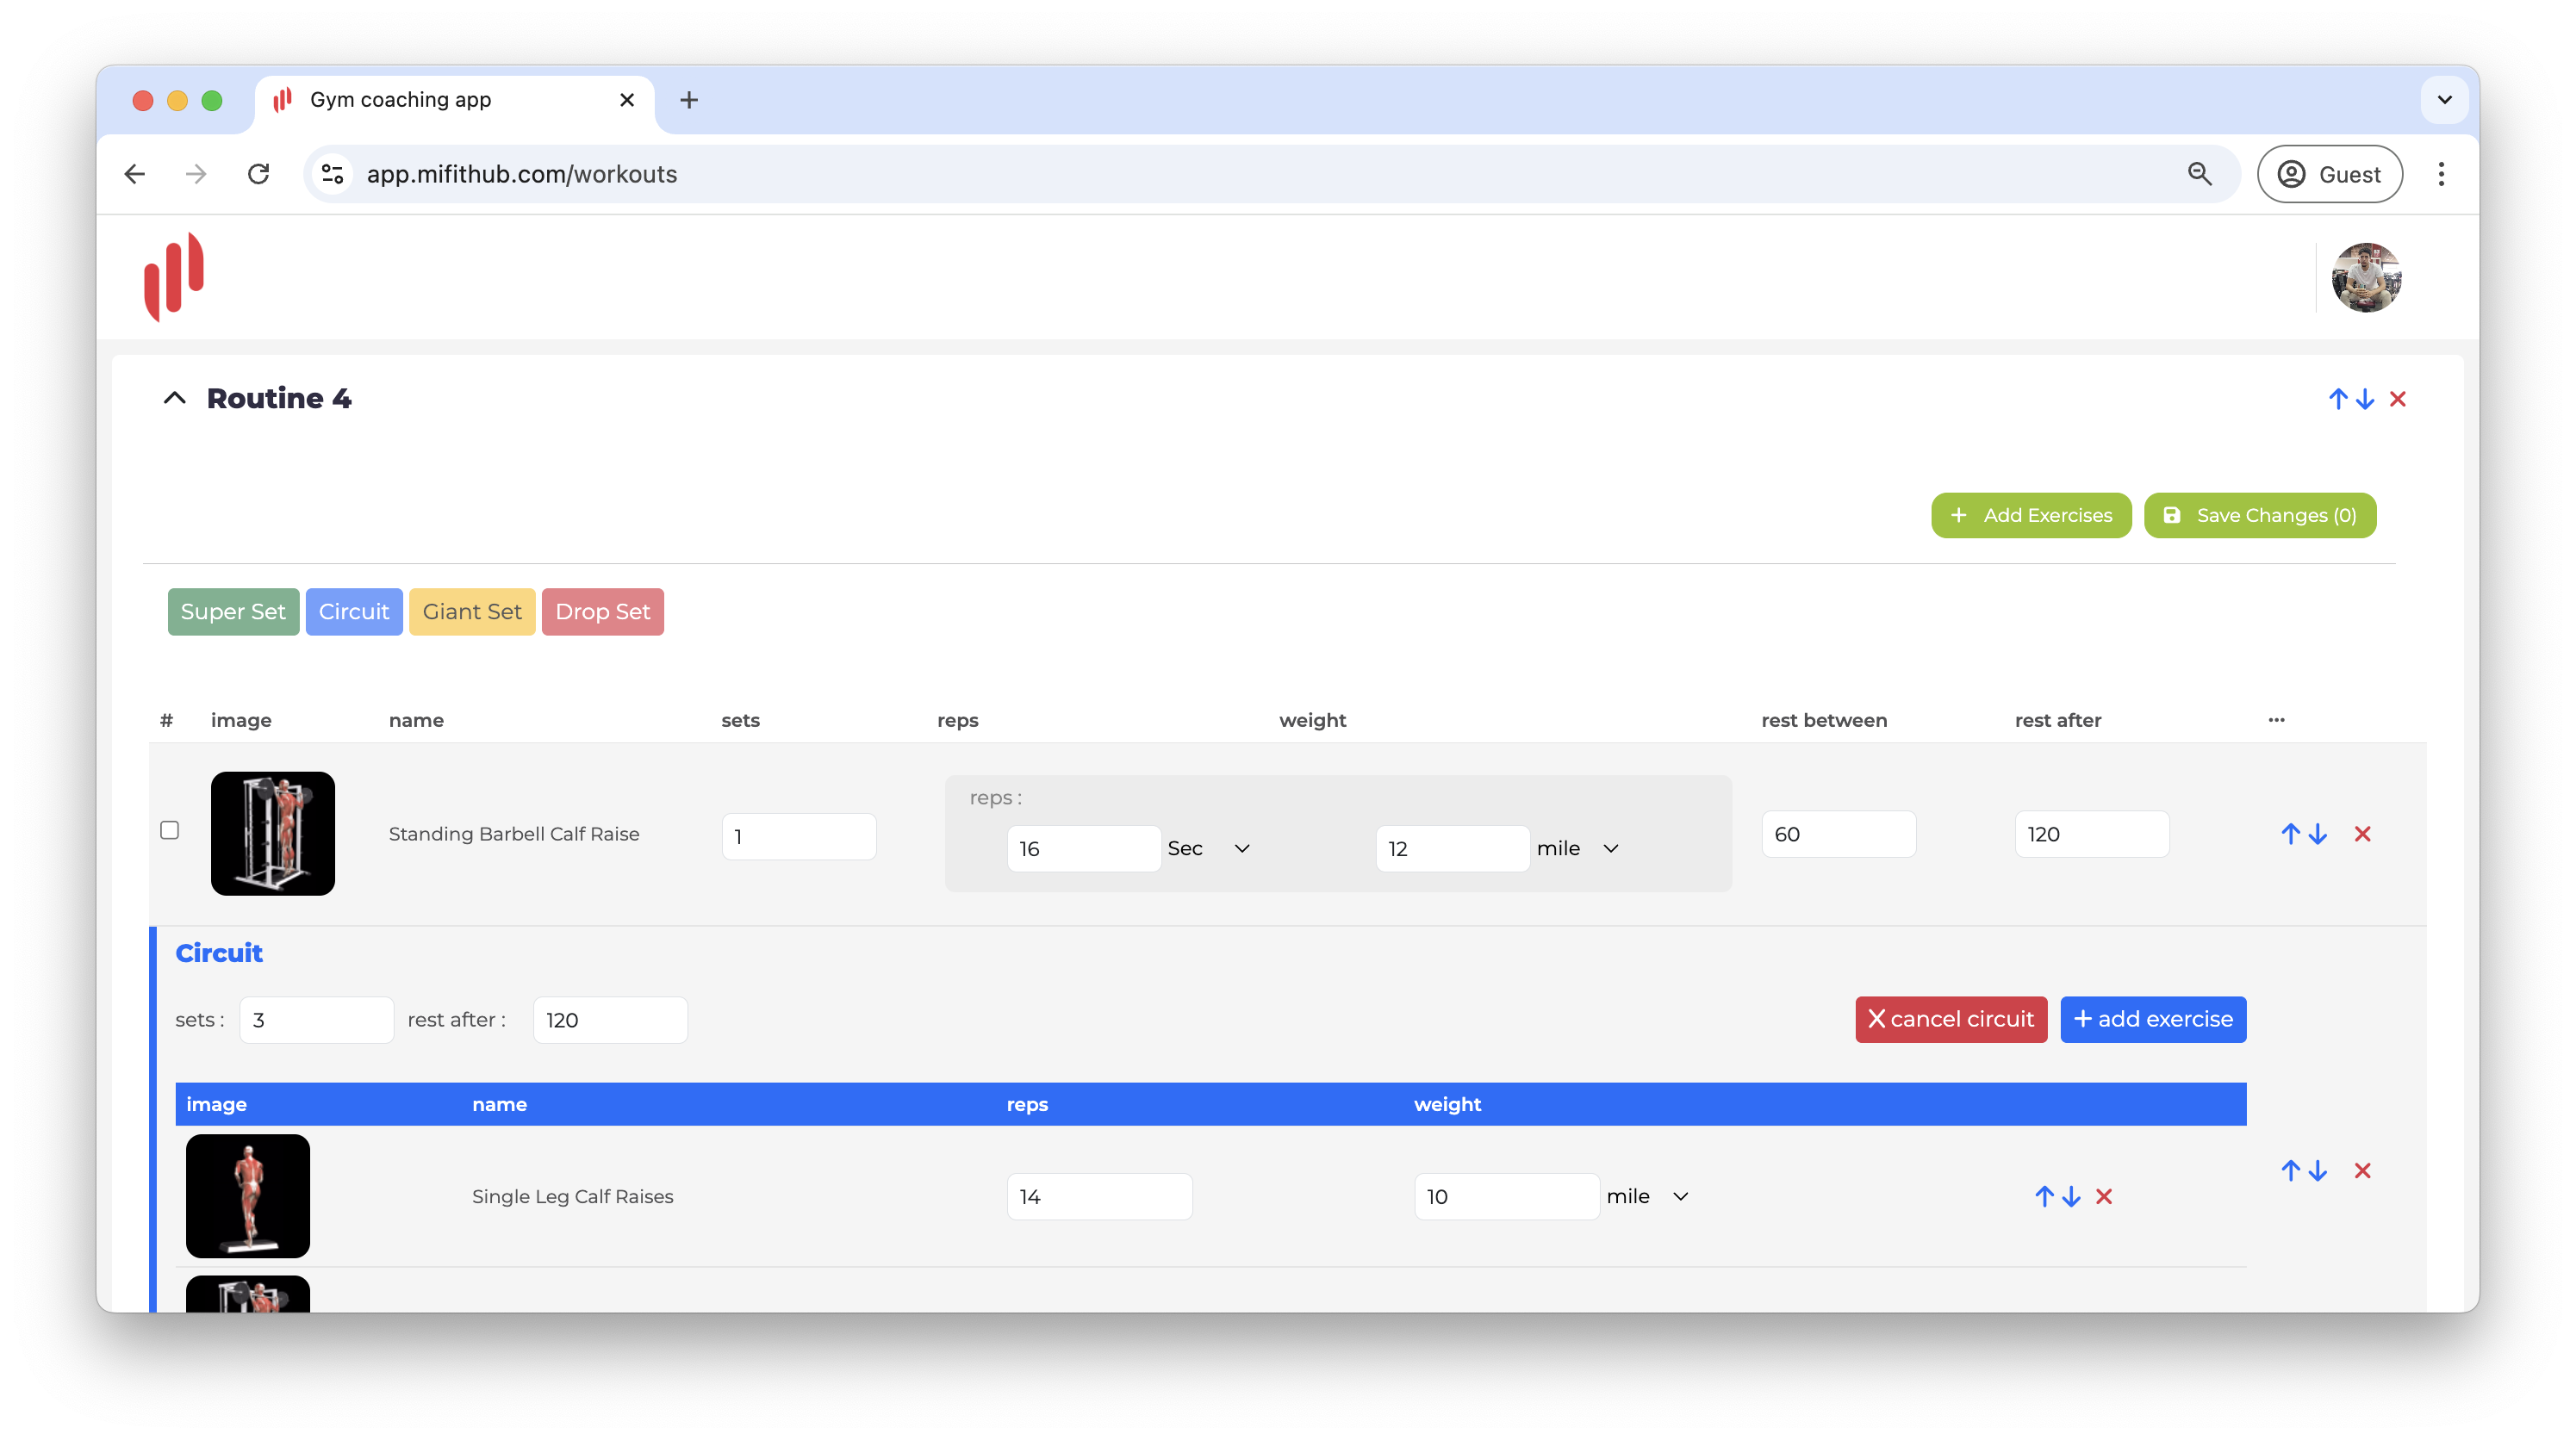 Gym coaching app
app.mifithub.com/workouts
Guest
Routine 4
Add Exercises
Save Changes (0)
Super Set Circuit Giant Set Drop Set
# image name sets reps weight rest between rest after ...
reps :
Standing Barbell Calf Raise 1 16 Sec 12 mile 60 120
Circuit
sets : 3 rest after : 120 X cancel circuit + add exercise
image name reps weight
Single Leg Calf Raises 14 10 mile